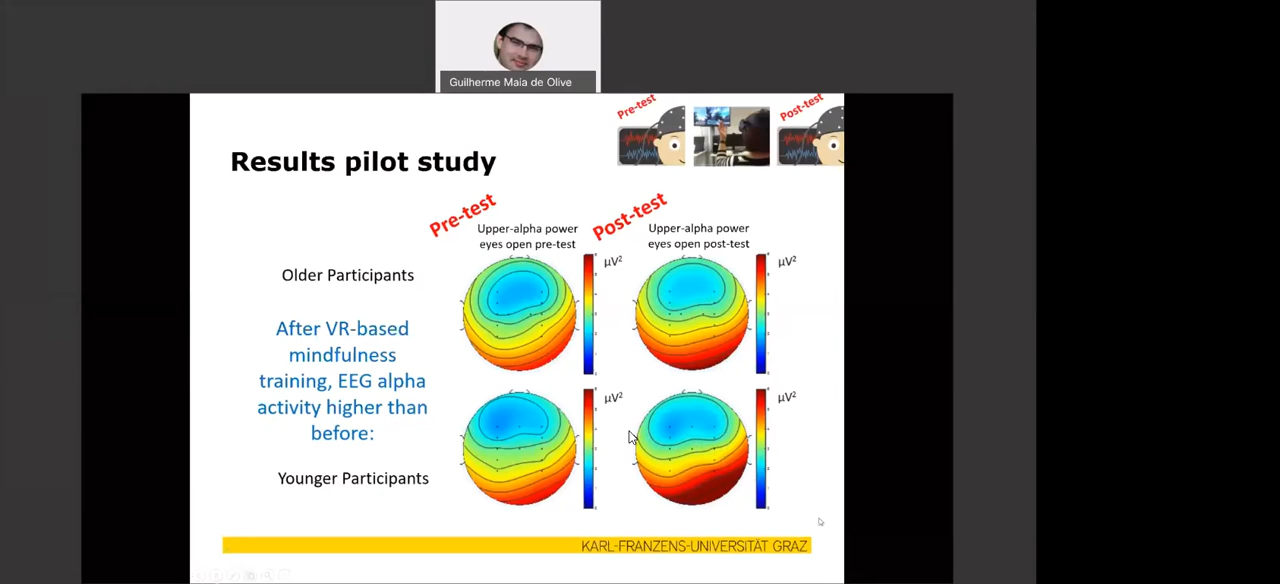 Guilherme Maia de Olive
Pre-test
Post-test
Results pilot study
Pre-test
Post-test
Upper-alpha power
eyes open pre-test
Upper-alpha power
eyes open post-test
µV²
µV²
Older Participants
After VR-based
mindfulness
training, EEG alpha
activity higher than
before:
µV²
µV²
Younger Participants
KARL-FRANZENS-UNIVERSITÄT GRAZ